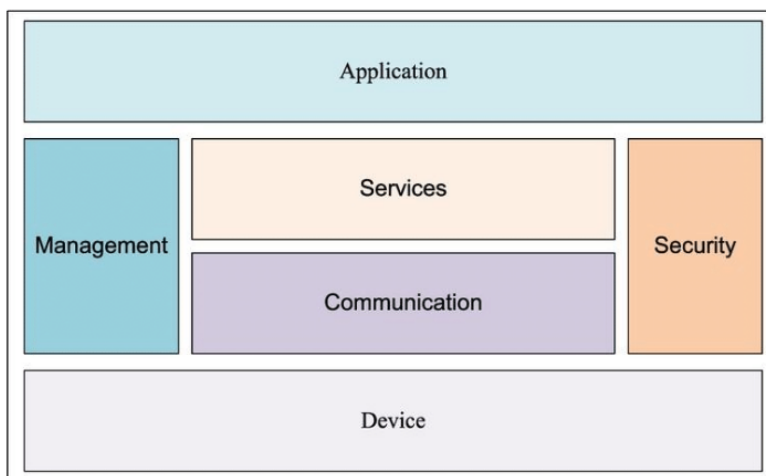 Application
Management
Services
Communication
Security
Device